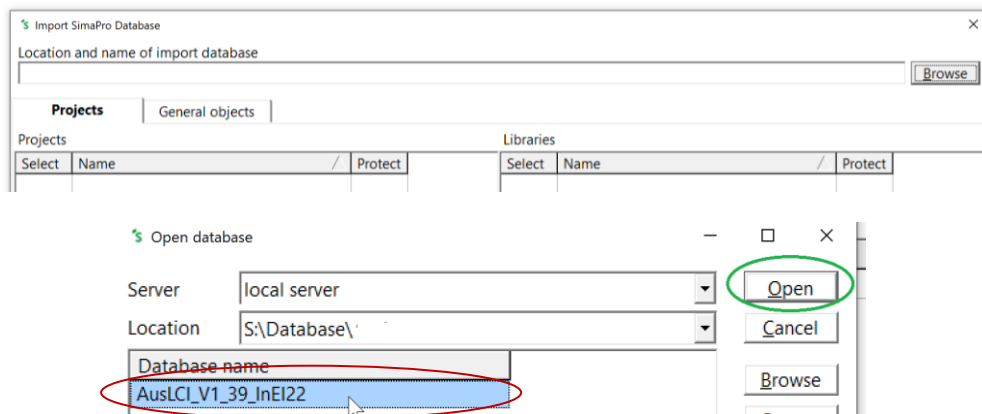 Import SimaPro Database
Location and name of import database
Browse
Projects General objects
Projects Libraries
Select Name Protect Select Name Protect
Open database
Server local server Open
Location S:\Database\ Cancel
Database name
Browse
AusLCI_V1_39_InEI22